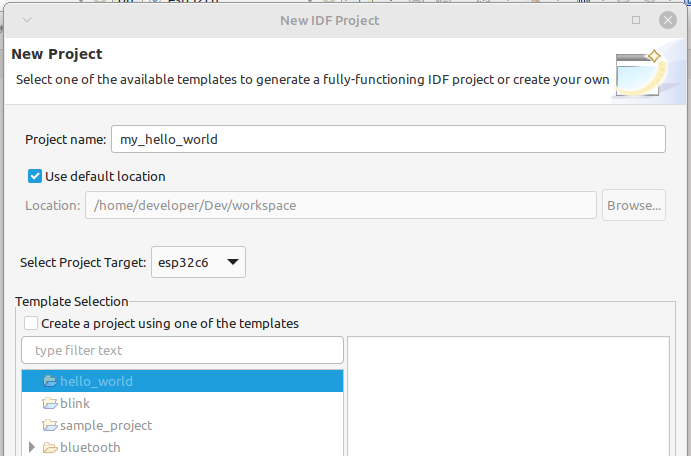 New IDF Project
New Project
Select one of the available templates to generate a fully-functioning IDF project or create your own
Project name: my_hello_world
Use default location
Location: /home/developer/Dev/workspace Browse...
Select Project Target: esp32c6
Template Selection
Create a project using one of the templates
type filter text
hello_world
blink
sample_project
bluetooth